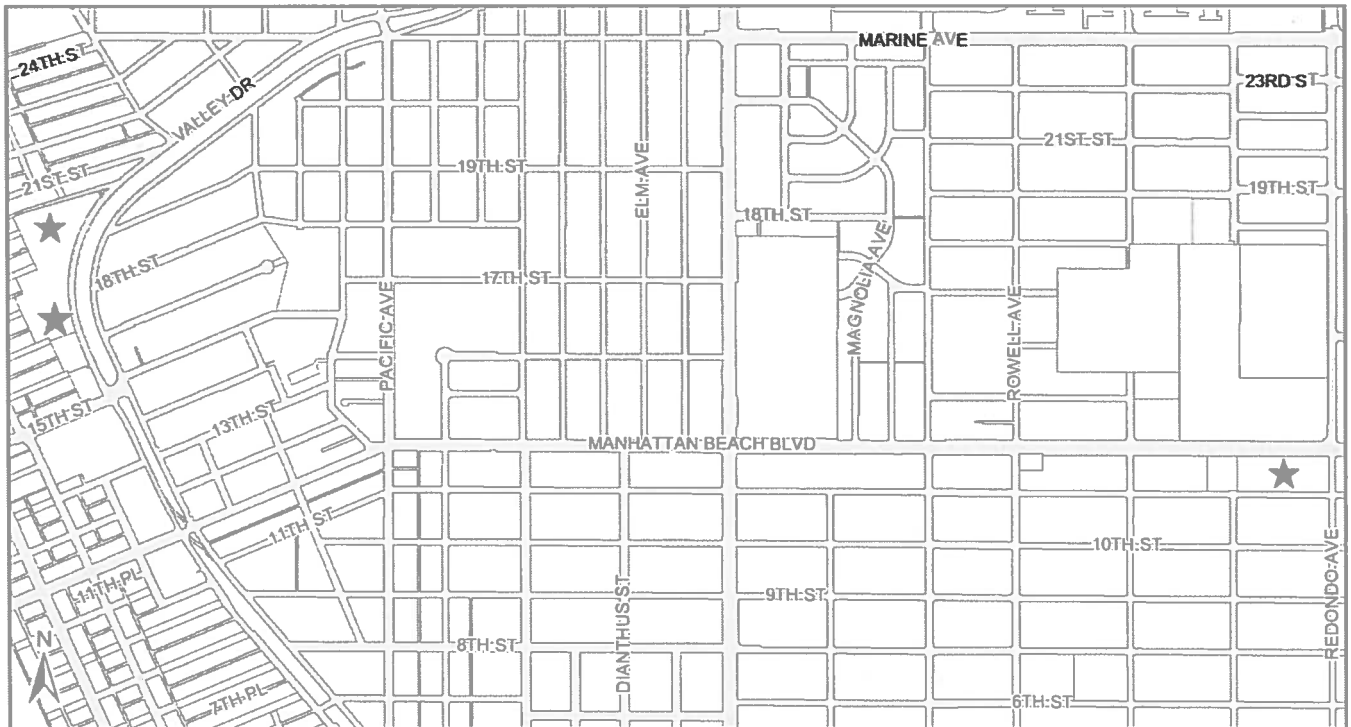 MARINE AVE
24TH ST
23RD ST
VALLEY DR
21ST ST
19TH ST
ELM AVE
21ST ST
19TH ST
18TH ST
MAGNOLIA AVE
18TH ST
17TH ST
PACIFIC AVE
ROWELL AVE
15TH ST
13TH ST
MANHATTAN BEACH BLVD
11TH ST
10TH ST
REDONDO AVE
11TH PL
9TH ST
DIANTHUS ST
N
8TH ST
7TH PL
6TH ST